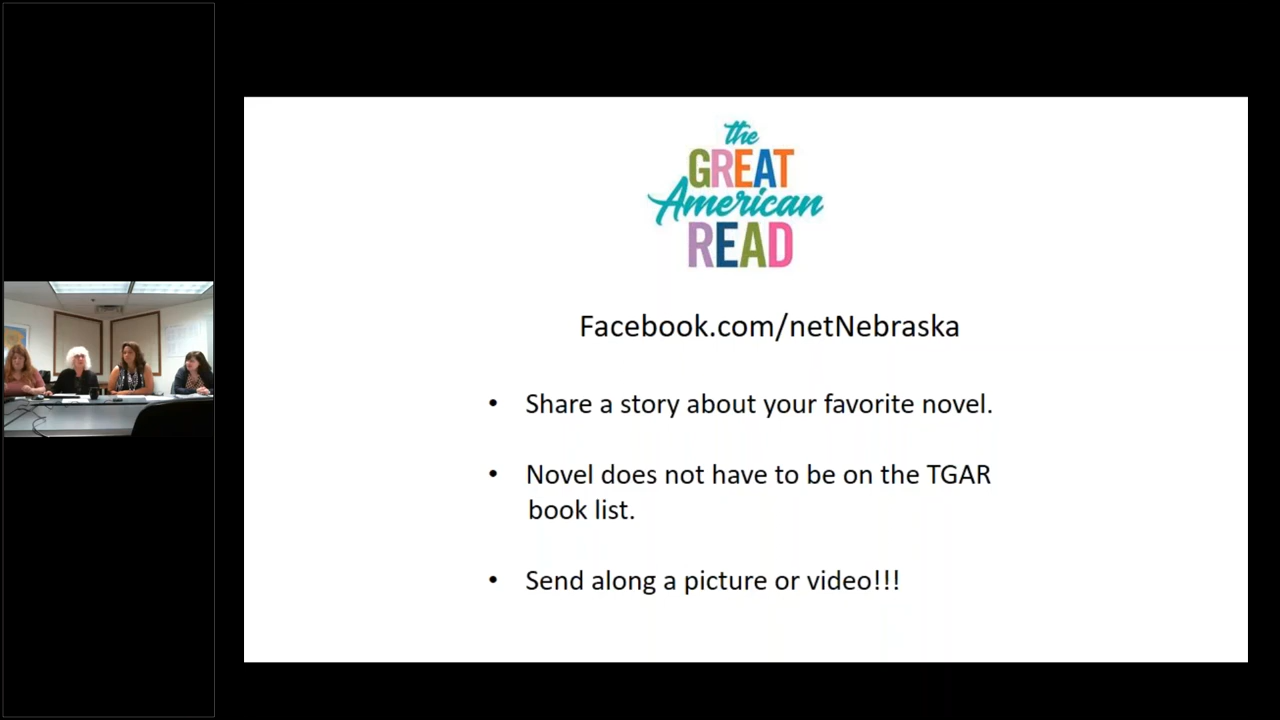 the
GREAT
American
READ
Facebook.com/netNebraska
• Share a story about your favorite novel.
• Novel does not have to be on the TGAR
book list.
• Send along a picture or video!!!